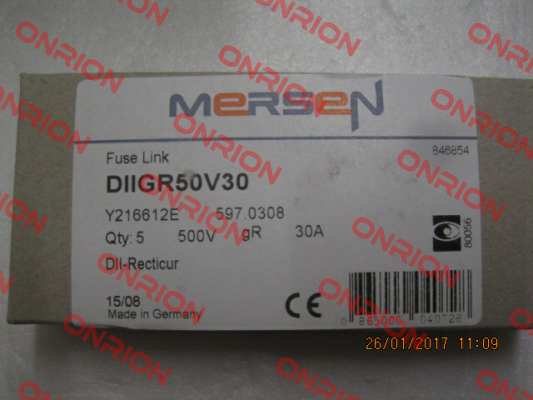 MERSEN
846854
Fuse Link
DIIGR50V30
Y216612E 597.0308
Qty: 5 500V gR 30A
80056
DII-Recticur
15/08
Made in Germany
CE
040728
26/01/2017 11:09
ONRION